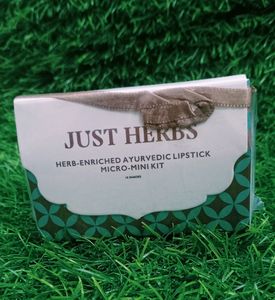 JUST HERBS
HERB-ENRICHED AYURVEDIC LIPSTICK
MICRO-MINI KIT